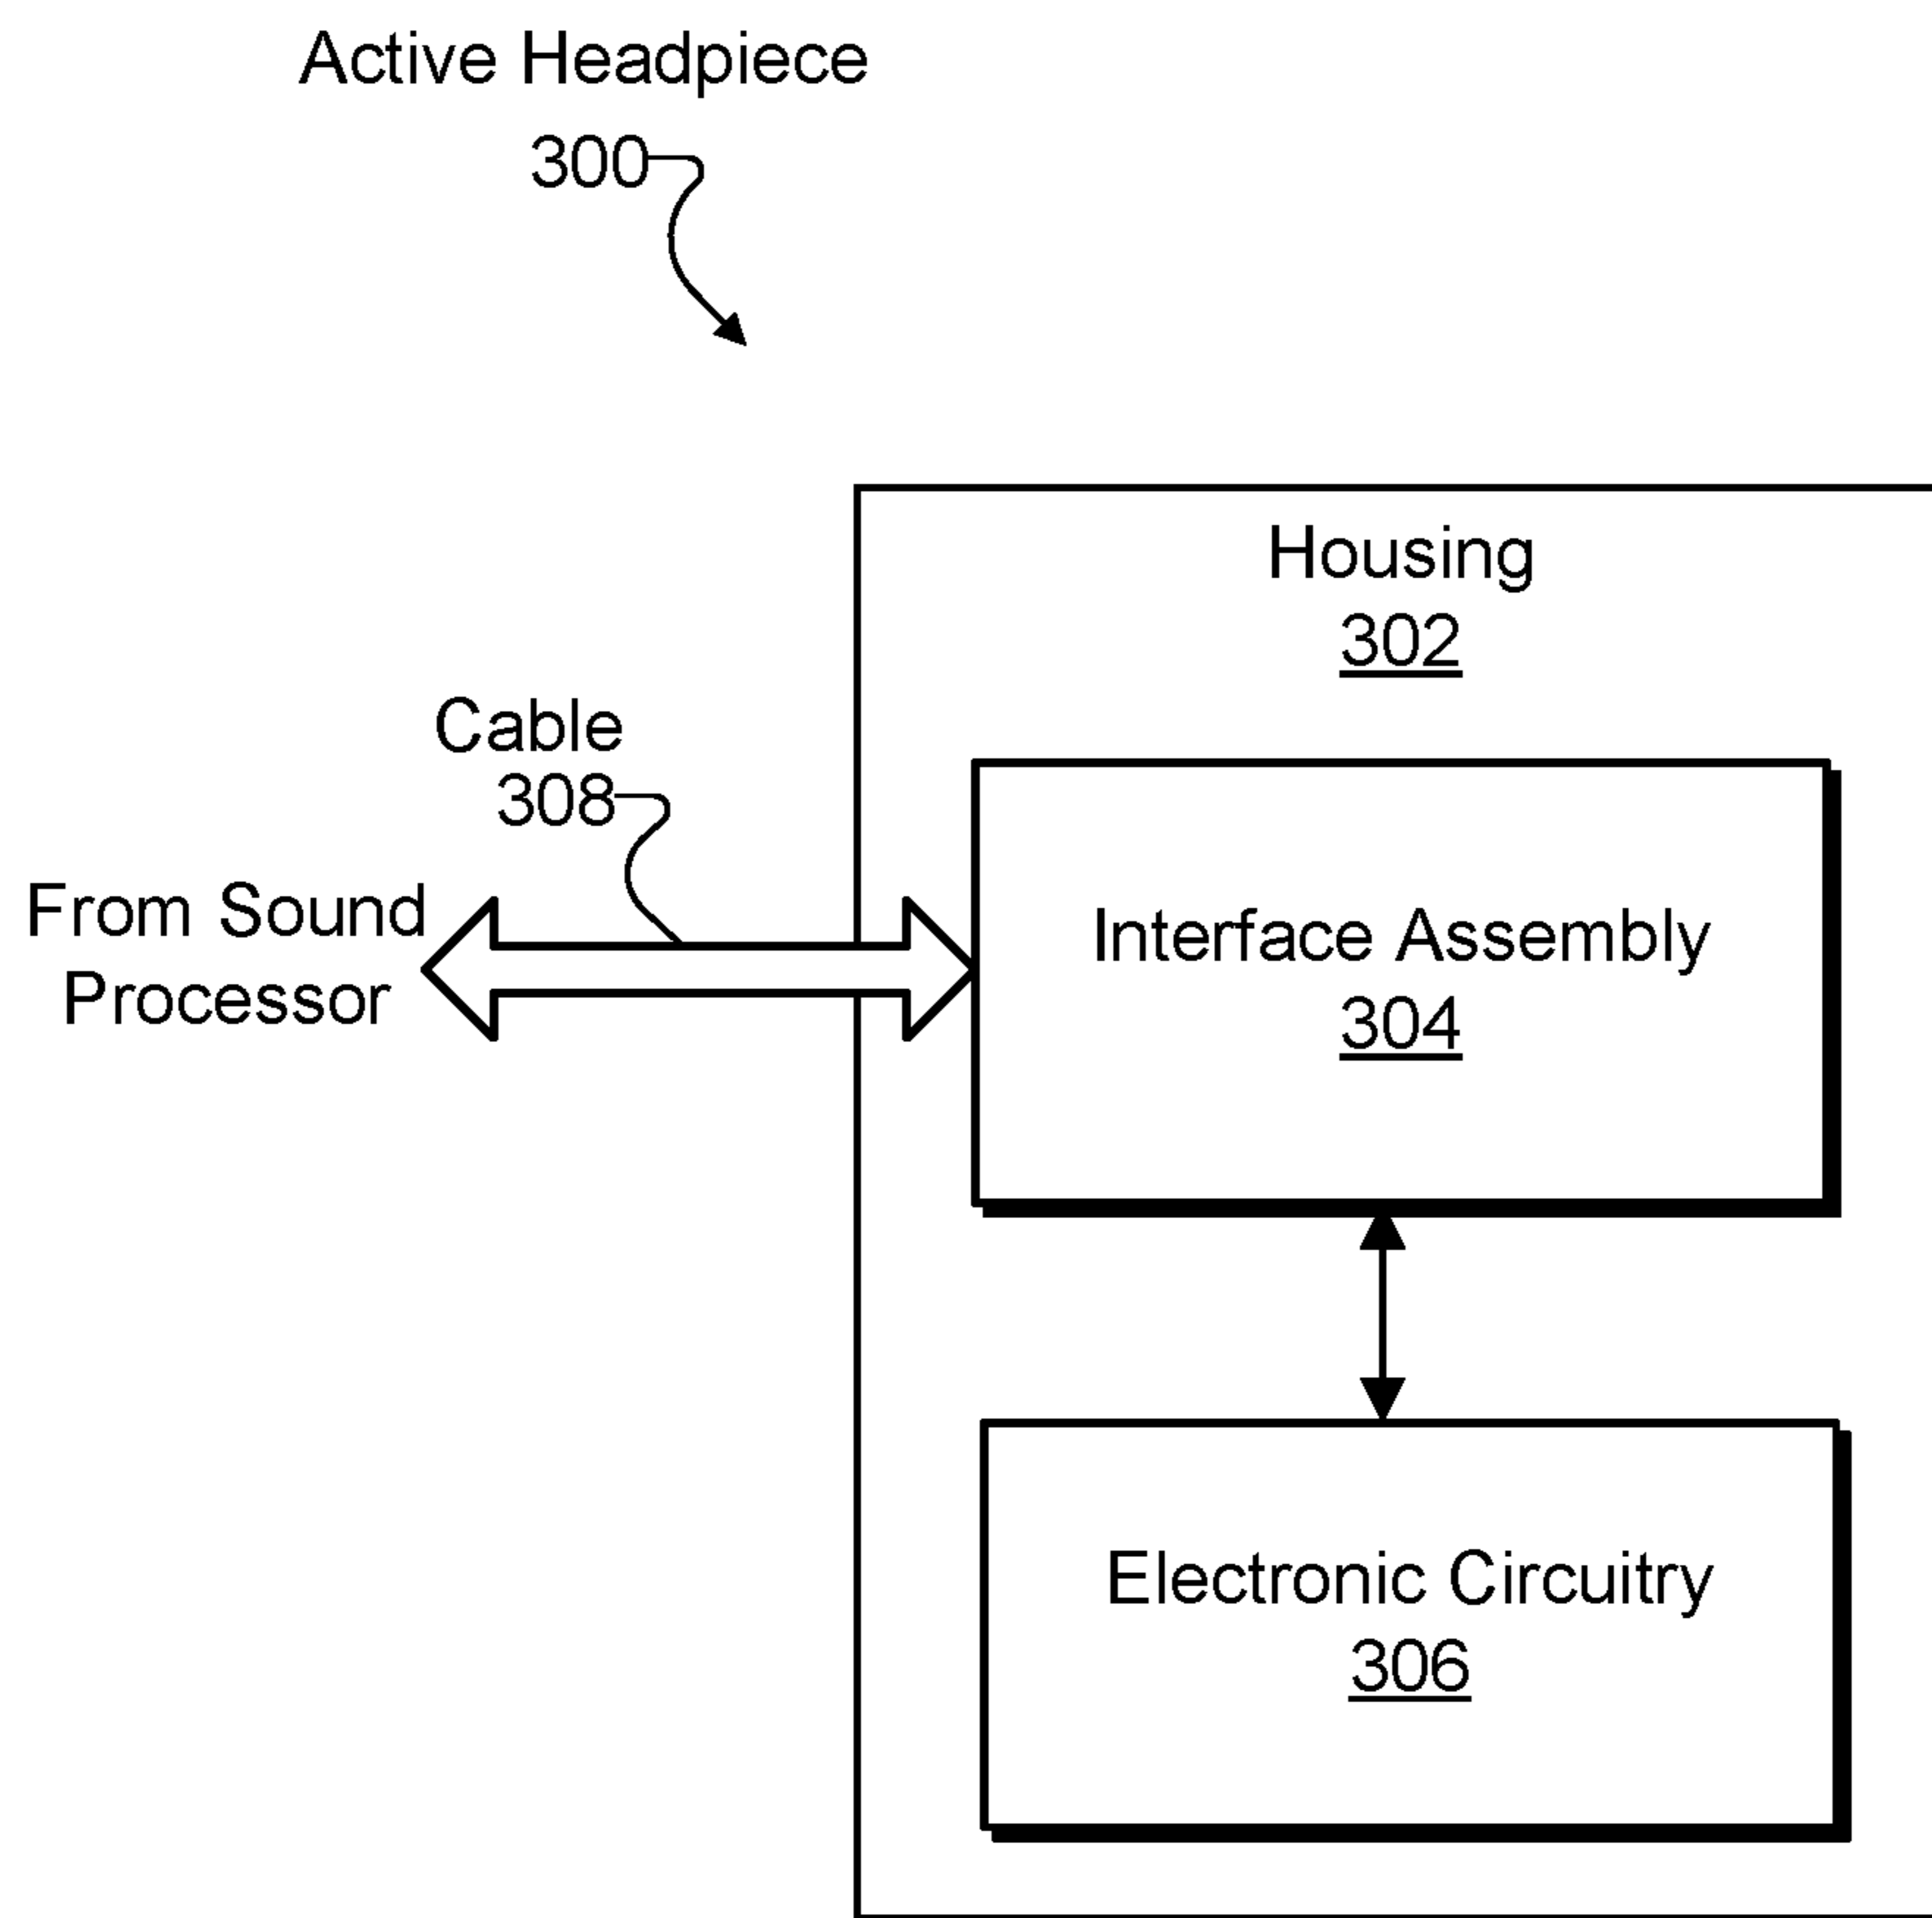 Active Headpiece
300
Housing
302
Cable
308
From Sound
Processor
Interface Assembly
304
Electronic Circuitry
306